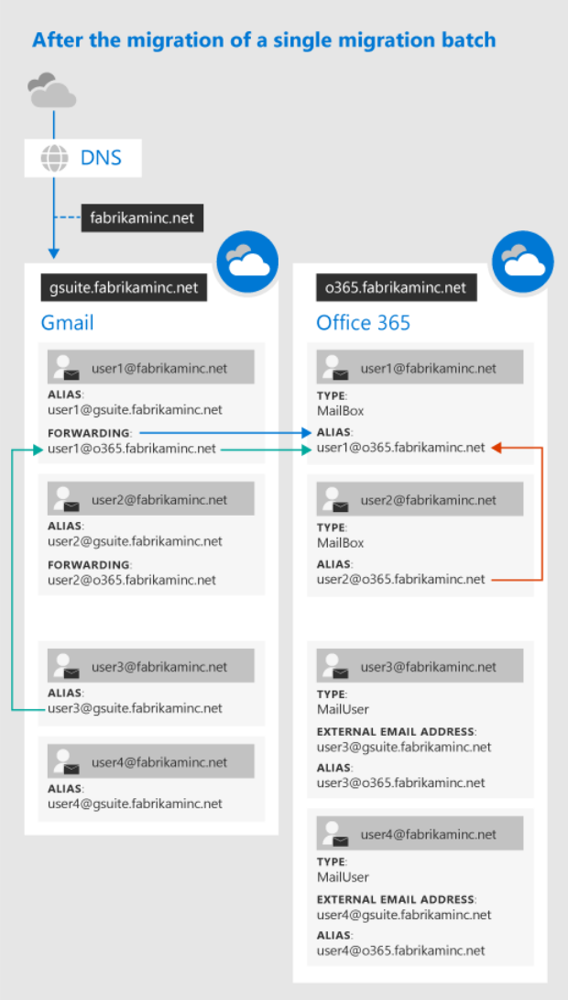 After the migration of a single migration batch
DNS
fabrikaminc.net
gsuite.fabrikaminc.net
Gmail
user1@fabrikaminc.net
ALIAS:
user1@gsuite.fabrikaminc.net
FORWARDING:
user1@o365.fabrikaminc.net
user2@fabrikaminc.net
ALIAS:
user2@gsuite.fabrikaminc.net
FORWARDING:
user2@o365.fabrikaminc.net
user3@fabrikaminc.net
ALIAS:
user3@gsuite.fabrikaminc.net
user4@fabrikaminc.net
ALIAS:
user4@gsuite.fabrikaminc.net
o365.fabrikaminc.net
Office 365
user1@fabrikaminc.net
TYPE:
MailBox
ALIAS:
user1@o365.fabrikaminc.net
user2@fabrikaminc.net
TYPE:
MailBox
ALIAS:
user2@o365.fabrikaminc.net
user3@fabrikaminc.net
TYPE:
MailUser
EXTERNAL EMAIL ADDRESS:
user3@gsuite.fabrikaminc.net
ALIAS:
user3@o365.fabrikaminc.net
user4@fabrikaminc.net
TYPE:
MailUser
EXTERNAL EMAIL ADDRESS:
user4@gsuite.fabrikaminc.net
ALIAS:
user4@o365.fabrikaminc.net